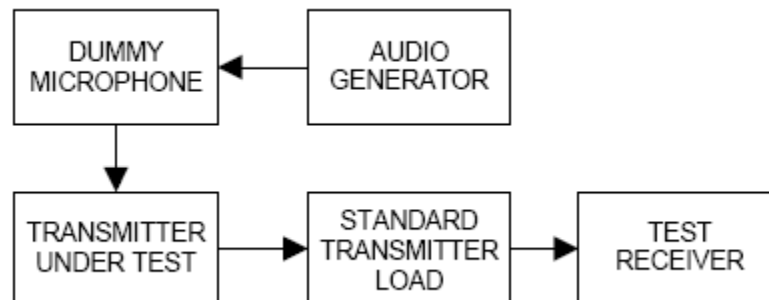 DUMMY
MICROPHONE
AUDIO
GENERATOR
TRANSMITTER
UNDER TEST
STANDARD
TRANSMITTER
LOAD
TEST
RECEIVER